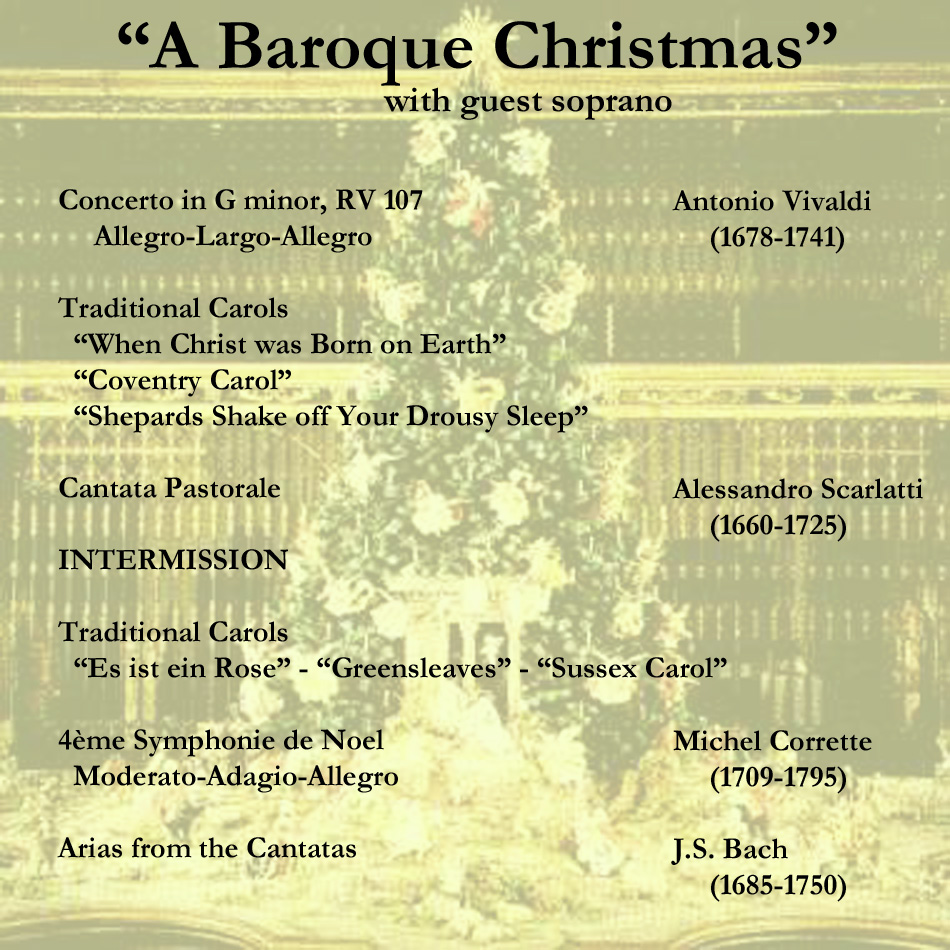 “A Baroque Christmas”
with guest soprano
Concerto in G minor, RV 107 Antonio Vivaldi
Allegro-Largo-Allegro (1678-1741)
Traditional Carols
“When Christ was Born on Earth”
“Coventry Carol”
“Shepards Shake off Your Drousy Sleep”
Cantata Pastorale Alessandro Scarlatti
(1660-1725)
INTERMISSION
Traditional Carols
“Es ist ein Rose” - “Greensleaves” - “Sussex Carol”
4ème Symphonie de Noel Michel Corrette
Moderato-Adagio-Allegro (1709-1795)
Arias from the Cantatas J.S. Bach
(1685-1750)